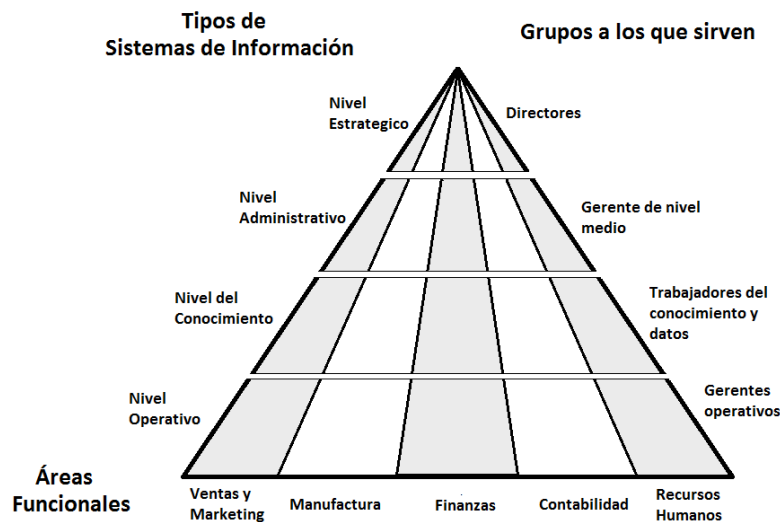 Tipos de
Sistemas de Información
Grupos a los que sirven
Nivel
Estrategico
Directores
Nivel
Administrativo
Gerente de nivel
medio
Nivel del
Conocimiento
Trabajadores del
conocimiento y
datos
Nivel
Operativo
Gerentes
operativos
Áreas
Funcionales
Ventas y
Marketing
Manufactura
Finanzas
Contabilidad
Recursos
Humanos